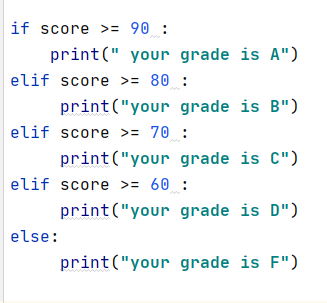 if score >= 90 :
    print(" your grade is A")
elif score >= 80 :
     print("your grade is B")
elif score >= 70 :
     print("your grade is C")
elif score >= 60 :
     print("your grade is D")
else:
     print("your grade is F")